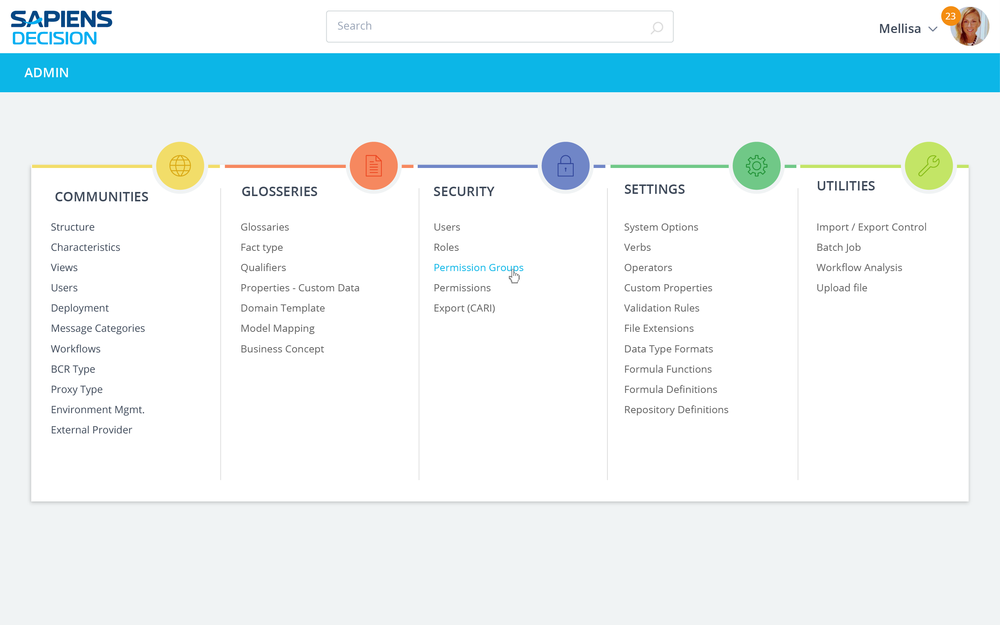 SAPIENS
DECISION
Search
Mellisa
23
ADMIN
COMMUNITIES
Structure
Characteristics
Views
Users
Deployment
Message Categories
Workflows
BCR Type
Proxy Type
Environment Mgmt.
External Provider
GLOSSERIES
Glossaries
Fact type
Qualifiers
Properties - Custom Data
Domain Template
Model Mapping
Business Concept
SECURITY
Users
Roles
Permission Groups
Permissions
Export (CARI)
SETTINGS
System Options
Verbs
Operators
Custom Properties
Validation Rules
File Extensions
Data Type Formats
Formula Functions
Formula Definitions
Repository Definitions
UTILITIES
Import / Export Control
Batch Job
Workflow Analysis
Upload file